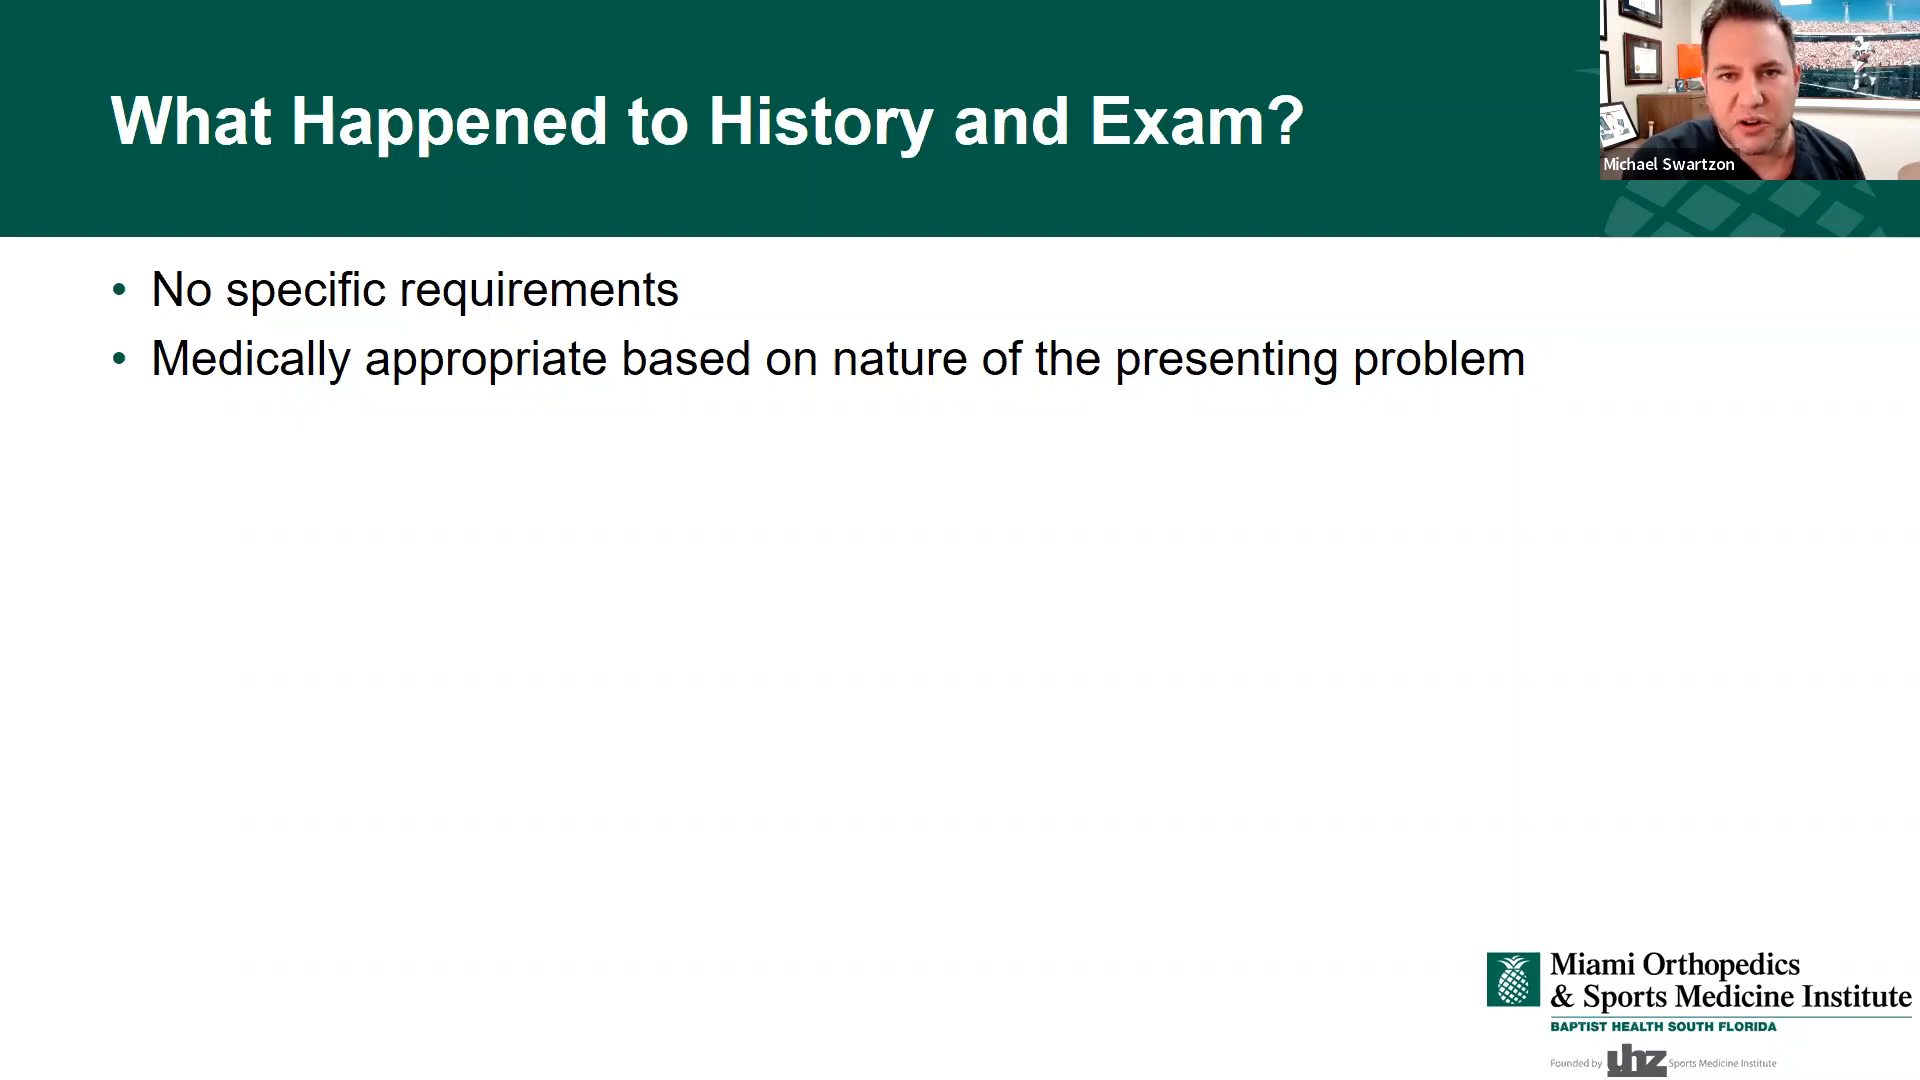 What Happened to History and Exam?
Michael Swartzon
• No specific requirements
• Medically appropriate based on nature of the presenting problem
Miami Orthopedics
& Sports Medicine Institute
BAPTIST HEALTH SOUTH FLORIDA
Founded by uhz Sports Medicine Institute